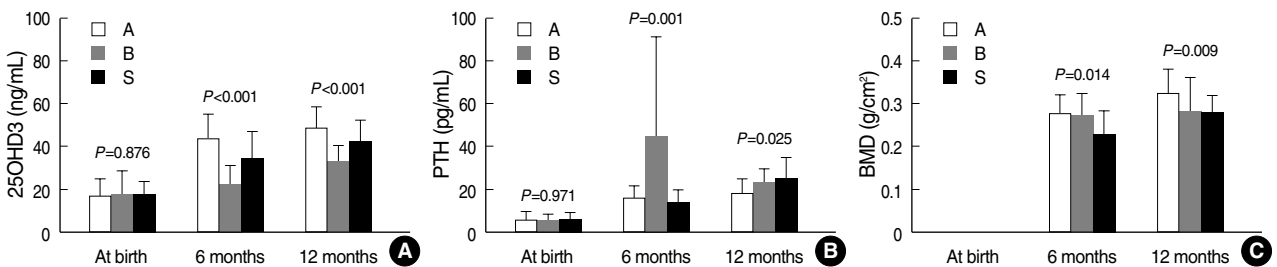 100
80
60
40
20
0
25OHD3 (ng/mL)
A
B
S
P=0.876
P<0.001
P<0.001
At birth
6 months
12 months
A
100
80
60
40
20
0
PTH (pg/mL)
A
B
S
P=0.971
P=0.001
P=0.025
At birth
6 months
12 months
B
0.5
0.4
0.3
0.2
0.1
0
BMD (g/cm²)
A
B
S
P=0.014
P=0.009
At birth
6 months
12 months
C